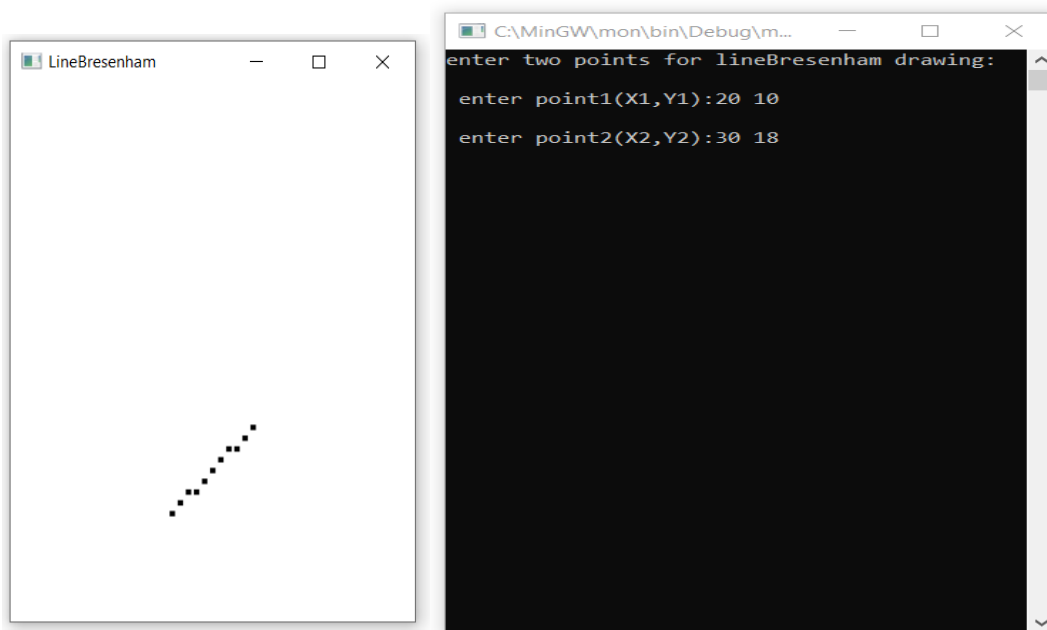 LineBresenham
C:\MinGW\mon\bin\Debug\m...
enter two points for lineBresenham drawing:
enter point1(X1,Y1):20 10
enter point2(X2,Y2):30 18